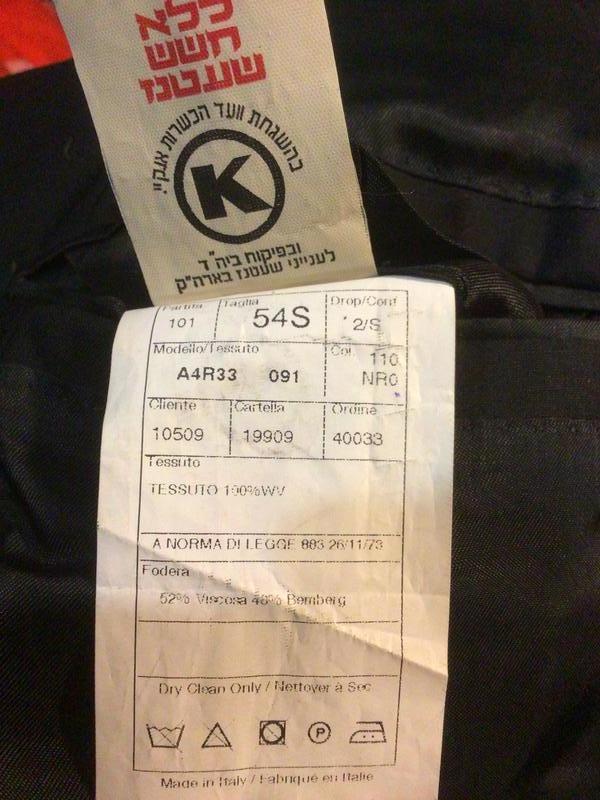 ללא
חשש
שעטנז
בהשגחת וועד הכשרות אנק"י.
K
ובפיקוח ביה"ד
לענייני שעטנז בארה"ק
Partita Taglia Drop/Conf
101 54S 2/S
Modello/Tessuto Col. 110
A4R33 091 NR0
Cliente Cartella Ordine
10509 19909 40033
Tessuto
TESSUTO 100%WV
A NORMA DI LEGGE 883 26/11/73
Fodera
52% Viscosa 48% Bemberg
Dry Clean Only / Nettoyer à Sec
P
Made in Italy / Fabriqué en Italie